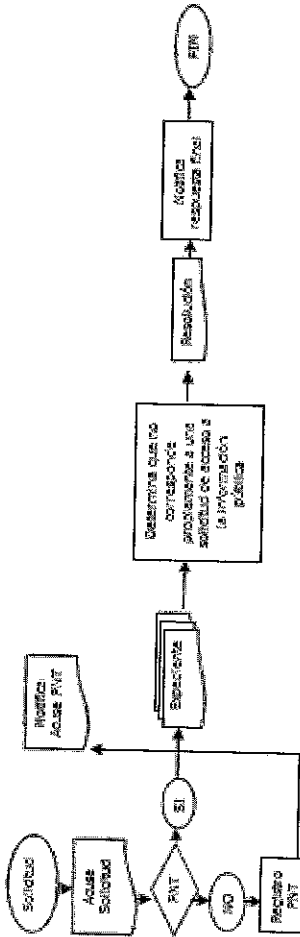 Solicitud
Acuse
Solicitud
PNT
NO
Registro
PNT
SI
Notifica
Acuse PNT
Expediente
Determina que no
corresponde
propiamente a una
solicitud de acceso a
la información
pública
Resolución
Notifica
respuesta final
FIN